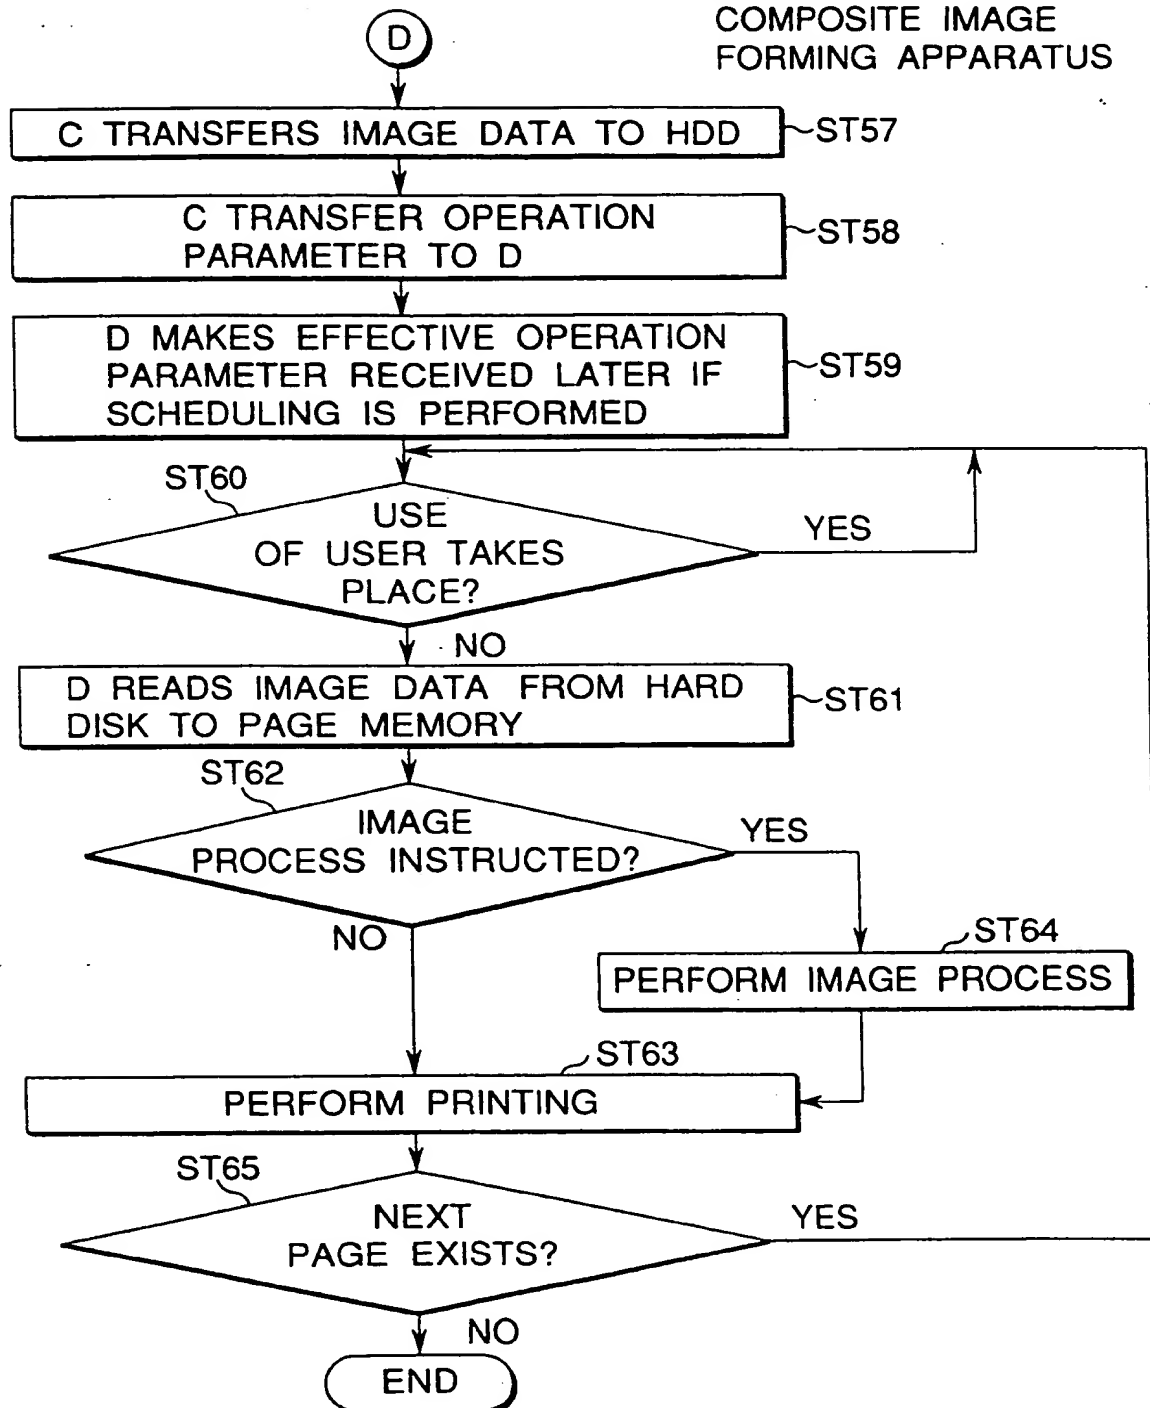 D
COMPOSITE IMAGE
FORMING APPARATUS
C TRANSFERS IMAGE DATA TO HDD
ST57
C TRANSFER OPERATION
PARAMETER TO D
ST58
D MAKES EFFECTIVE OPERATION
PARAMETER RECEIVED LATER IF
SCHEDULING IS PERFORMED
ST59
ST60
USE
OF USER TAKES
PLACE?
YES
NO
D READS IMAGE DATA FROM HARD
DISK TO PAGE MEMORY
ST61
ST62
IMAGE
PROCESS INSTRUCTED?
YES
NO
ST64
PERFORM IMAGE PROCESS
ST63
PERFORM PRINTING
ST65
NEXT
PAGE EXISTS?
YES
NO
END